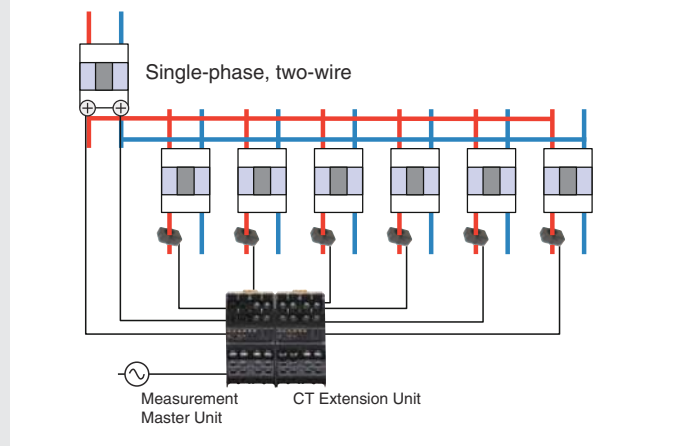 Single-phase, two-wire
Measurement
Master Unit
CT Extension Unit